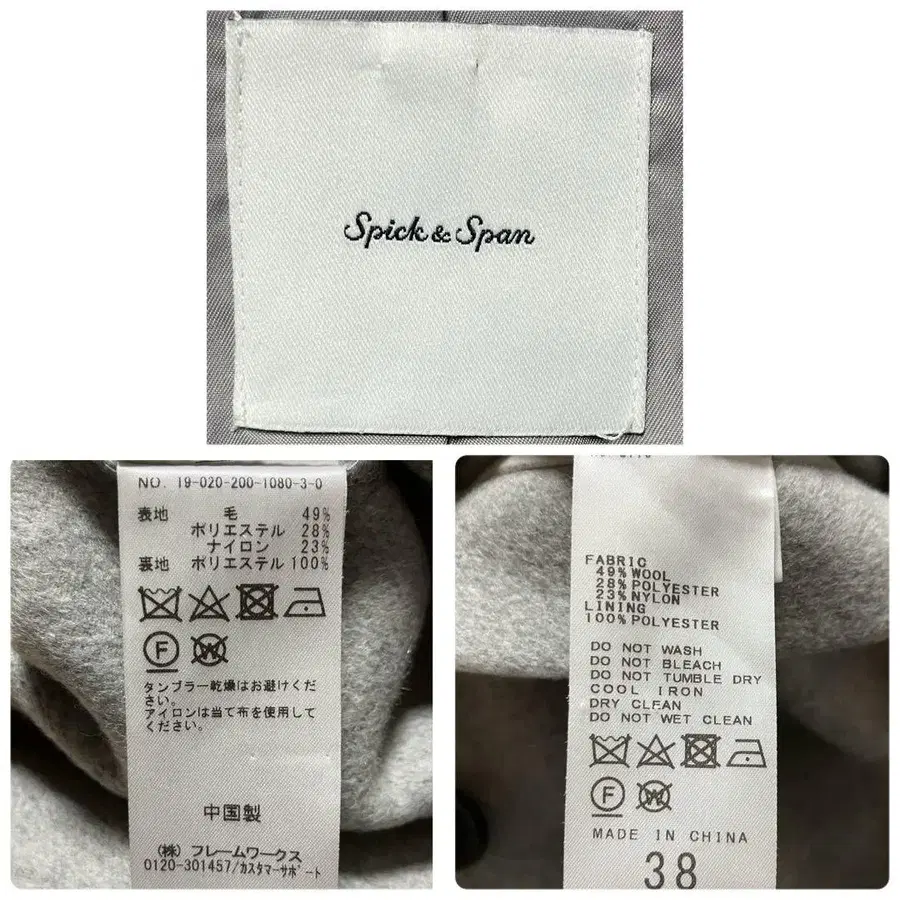 Spick & Span
NO. 19-020-200-1080-3-0
表地 毛 49%
ポリエステル 28%
ナイロン 23%
裏地 ポリエステル 100%
F
W
タンブラー乾燥はお避けくだ
さい。
アイロンは当て布を使用して
ください。
中国製
(株) フレームワークス
0120-301457/カスタマーサポート
FABRIC
49% WOOL
28% POLYESTER
23% NYLON
LINING
100% POLYESTER
DO NOT WASH
DO NOT BLEACH
DO NOT TUMBLE DRY
COOL IRON
DRY CLEAN
DO NOT WET CLEAN
F
W
MADE IN CHINA
38